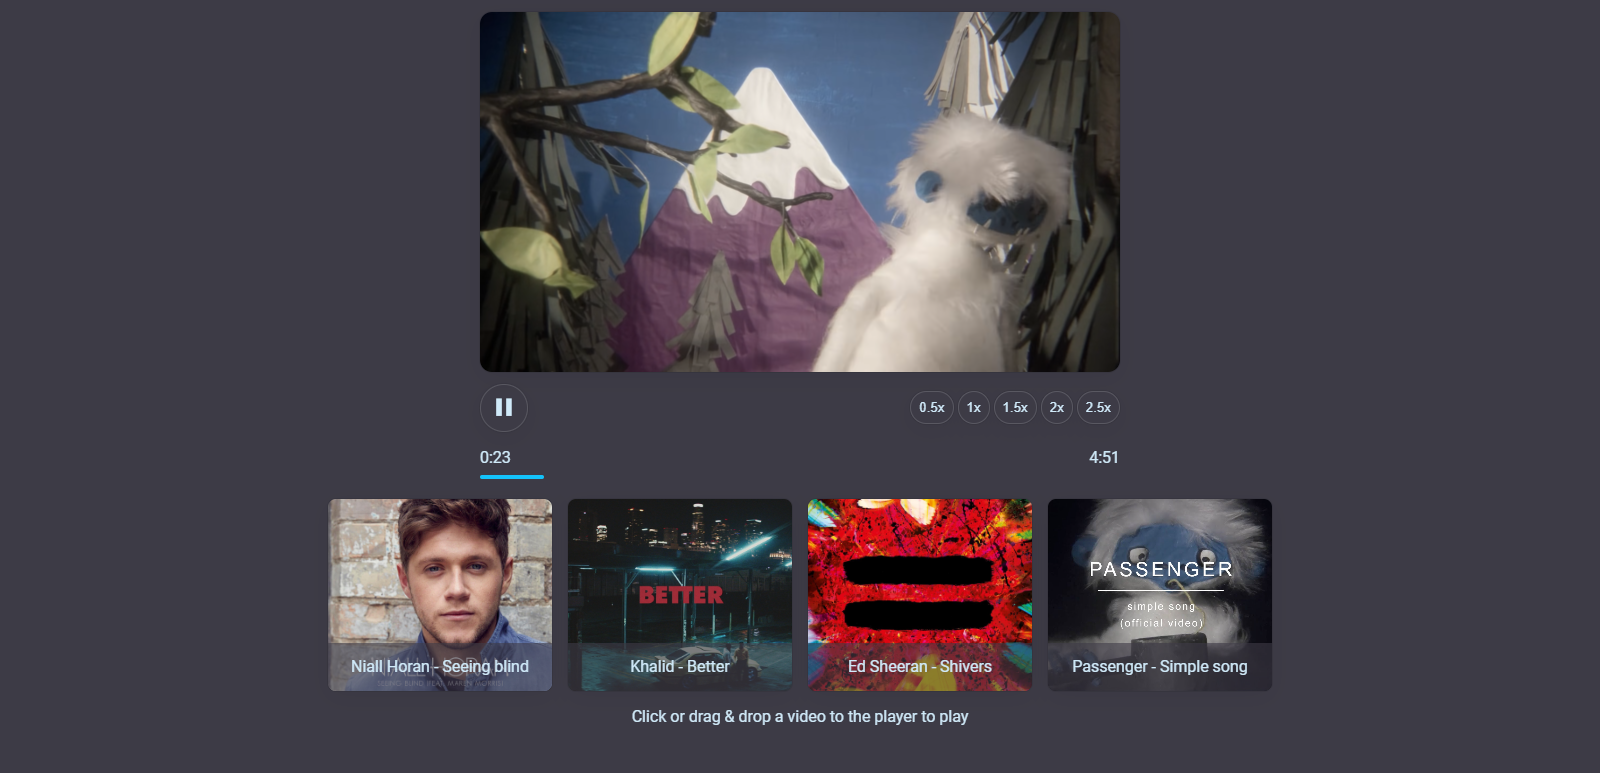 0.5x 1x 1.5x 2x 2.5x
0:23 4:51
BETTER
PASSENGER
simple song
(official video)
Niall Horan - Seeing blind
Khalid - Better
Ed Sheeran - Shivers
Passenger - Simple song
Click or drag & drop a video to the player to play